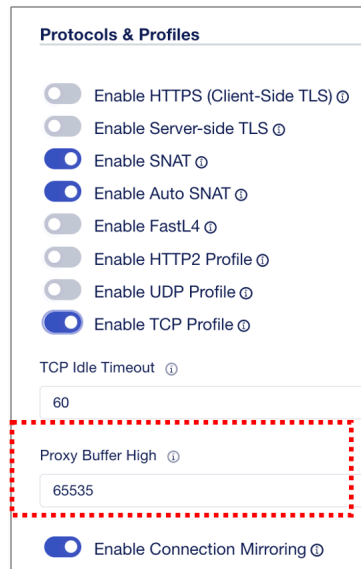 Protocols & Profiles
Enable HTTPS (Client-Side TLS)
Enable Server-side TLS
Enable SNAT
Enable Auto SNAT
Enable FastL4
Enable HTTP2 Profile
Enable UDP Profile
Enable TCP Profile
TCP Idle Timeout
60
Proxy Buffer High
65535
Enable Connection Mirroring